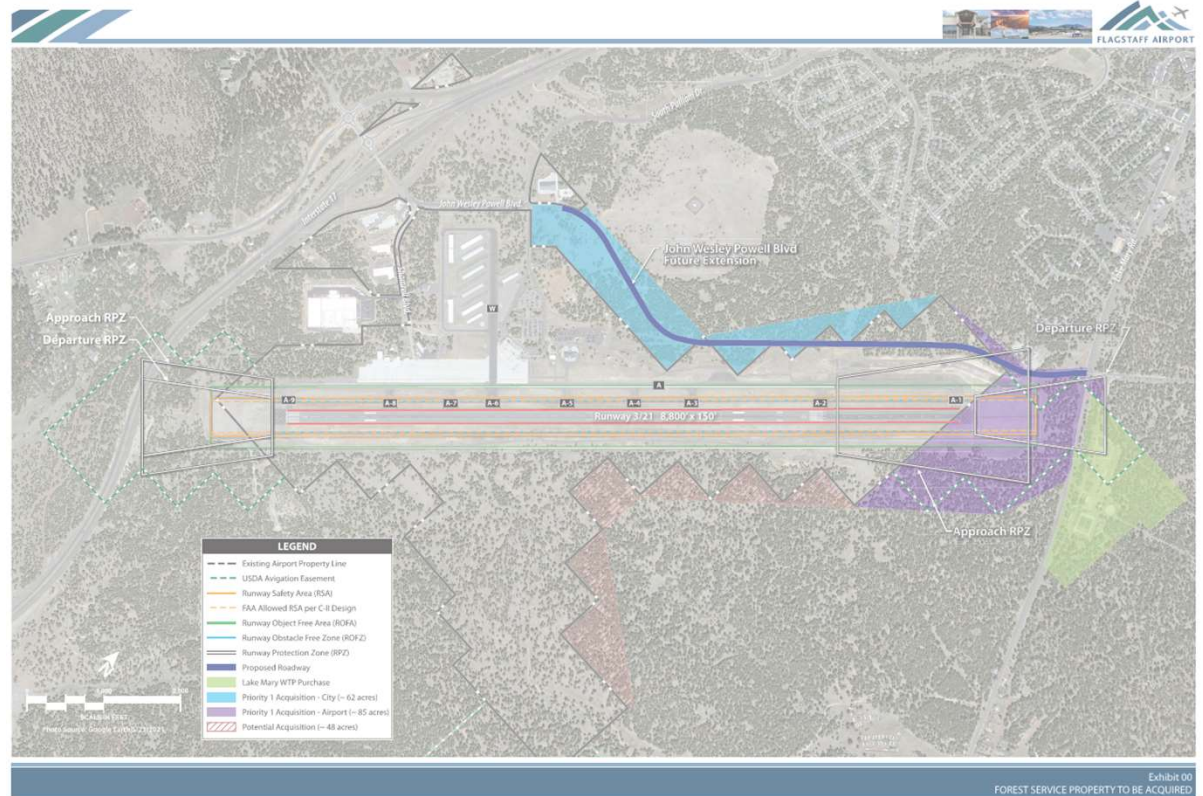 FLAGSTAFF AIRPORT
Interstate 17
John Wesley Powell Blvd
John Wesley Powell Blvd
Future Extension
Approach RPZ
Departure RPZ
Departure RPZ
W
A
A-9
A-8
A-7
A-6
A-5
A-4
A-3
A-2
A-1
Runway 3/21 8,800' x 150'
Approach RPZ
LEGEND
Existing Airport Property Line
USDA Avigation Easement
Runway Safety Area (RSA)
FAA Allowed RSA per C-II Design
Runway Object Free Area (ROFA)
Runway Obstacle Free Zone (ROFZ)
Runway Protection Zone (RPZ)
Proposed Roadway
Lake Mary WTP Purchase
Priority 1 Acquisition - City (~ 62 acres)
Priority 1 Acquisition - Airport (~ 85 acres)
Potential Acquisition (~ 48 acres)
SCALE IN FEET
Exhibit 00
FOREST SERVICE PROPERTY TO BE ACQUIRED